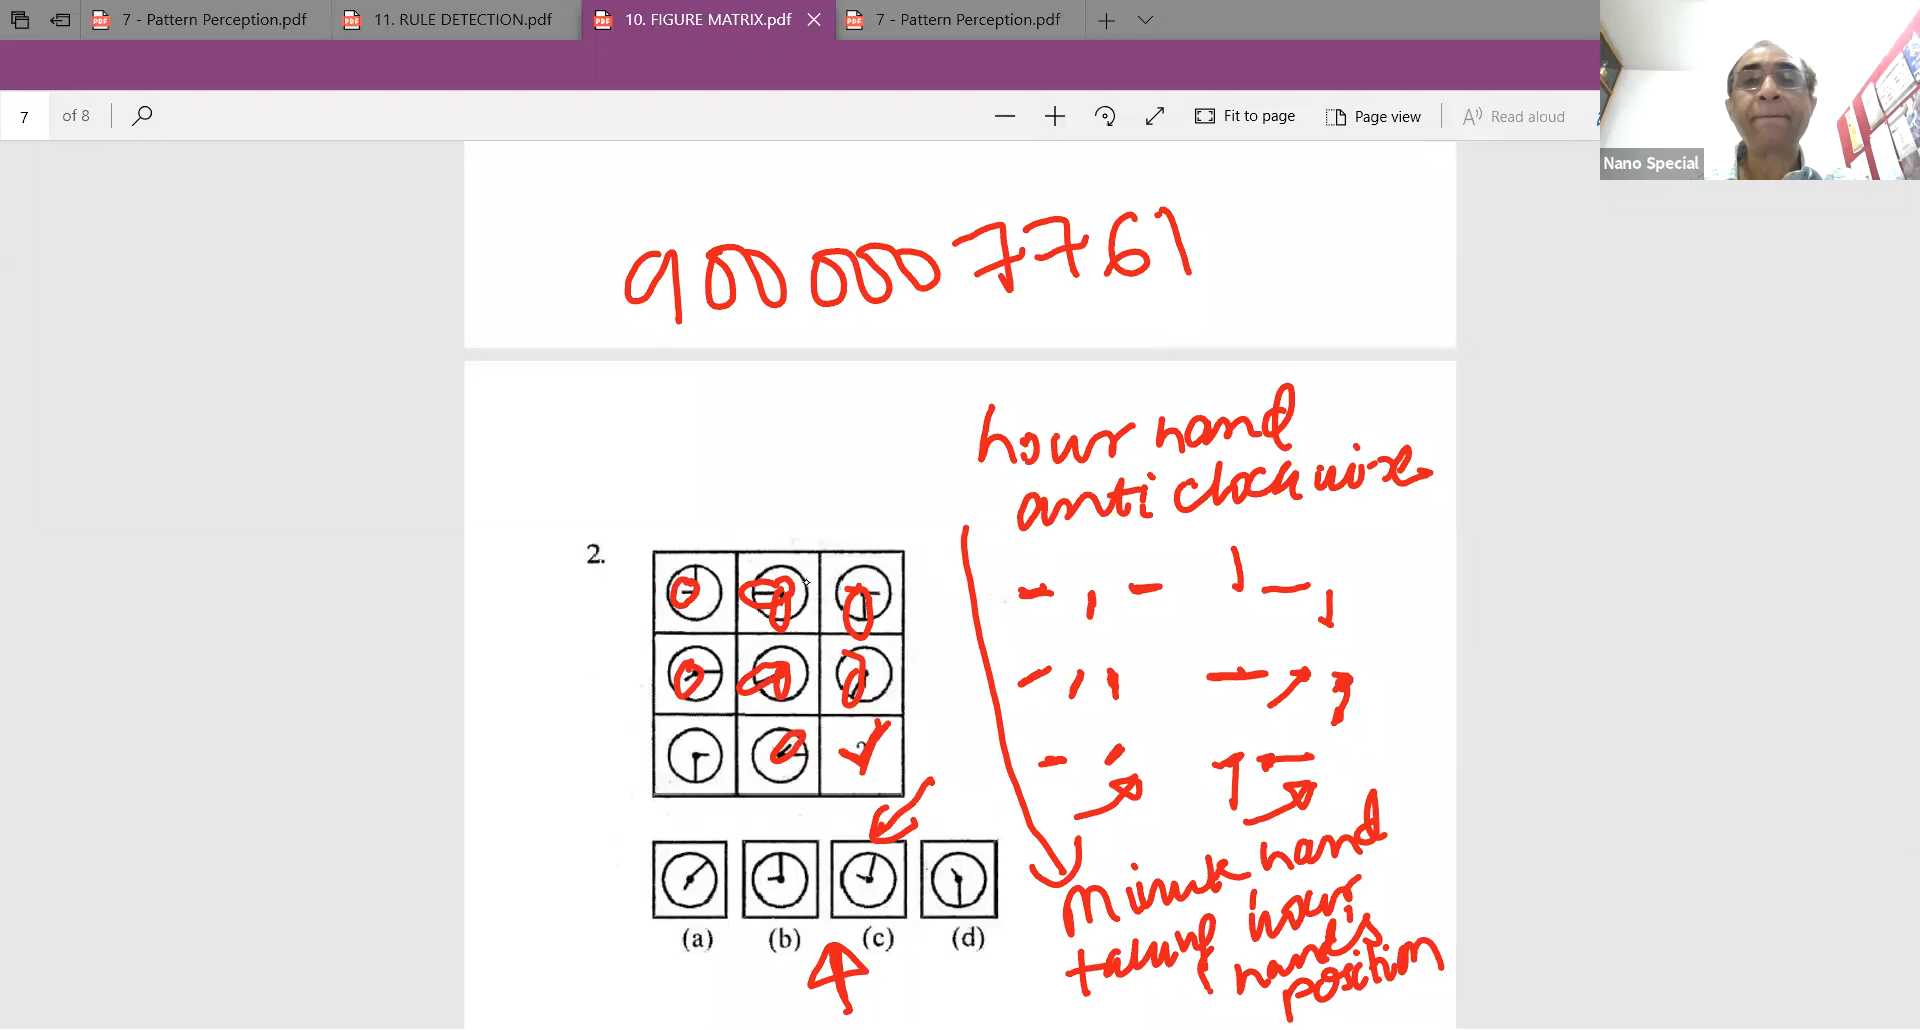 7 - Pattern Perception.pdf
11. RULE DETECTION.pdf
10. FIGURE MATRIX.pdf
7 - Pattern Perception.pdf
7 of 8
Fit to page
Page view
Read aloud
Nano Special
9000007761
hour hand
anti clockwise
2.
?
minute hand
taking hour
hand's
position
(a) (b) (c) (d)